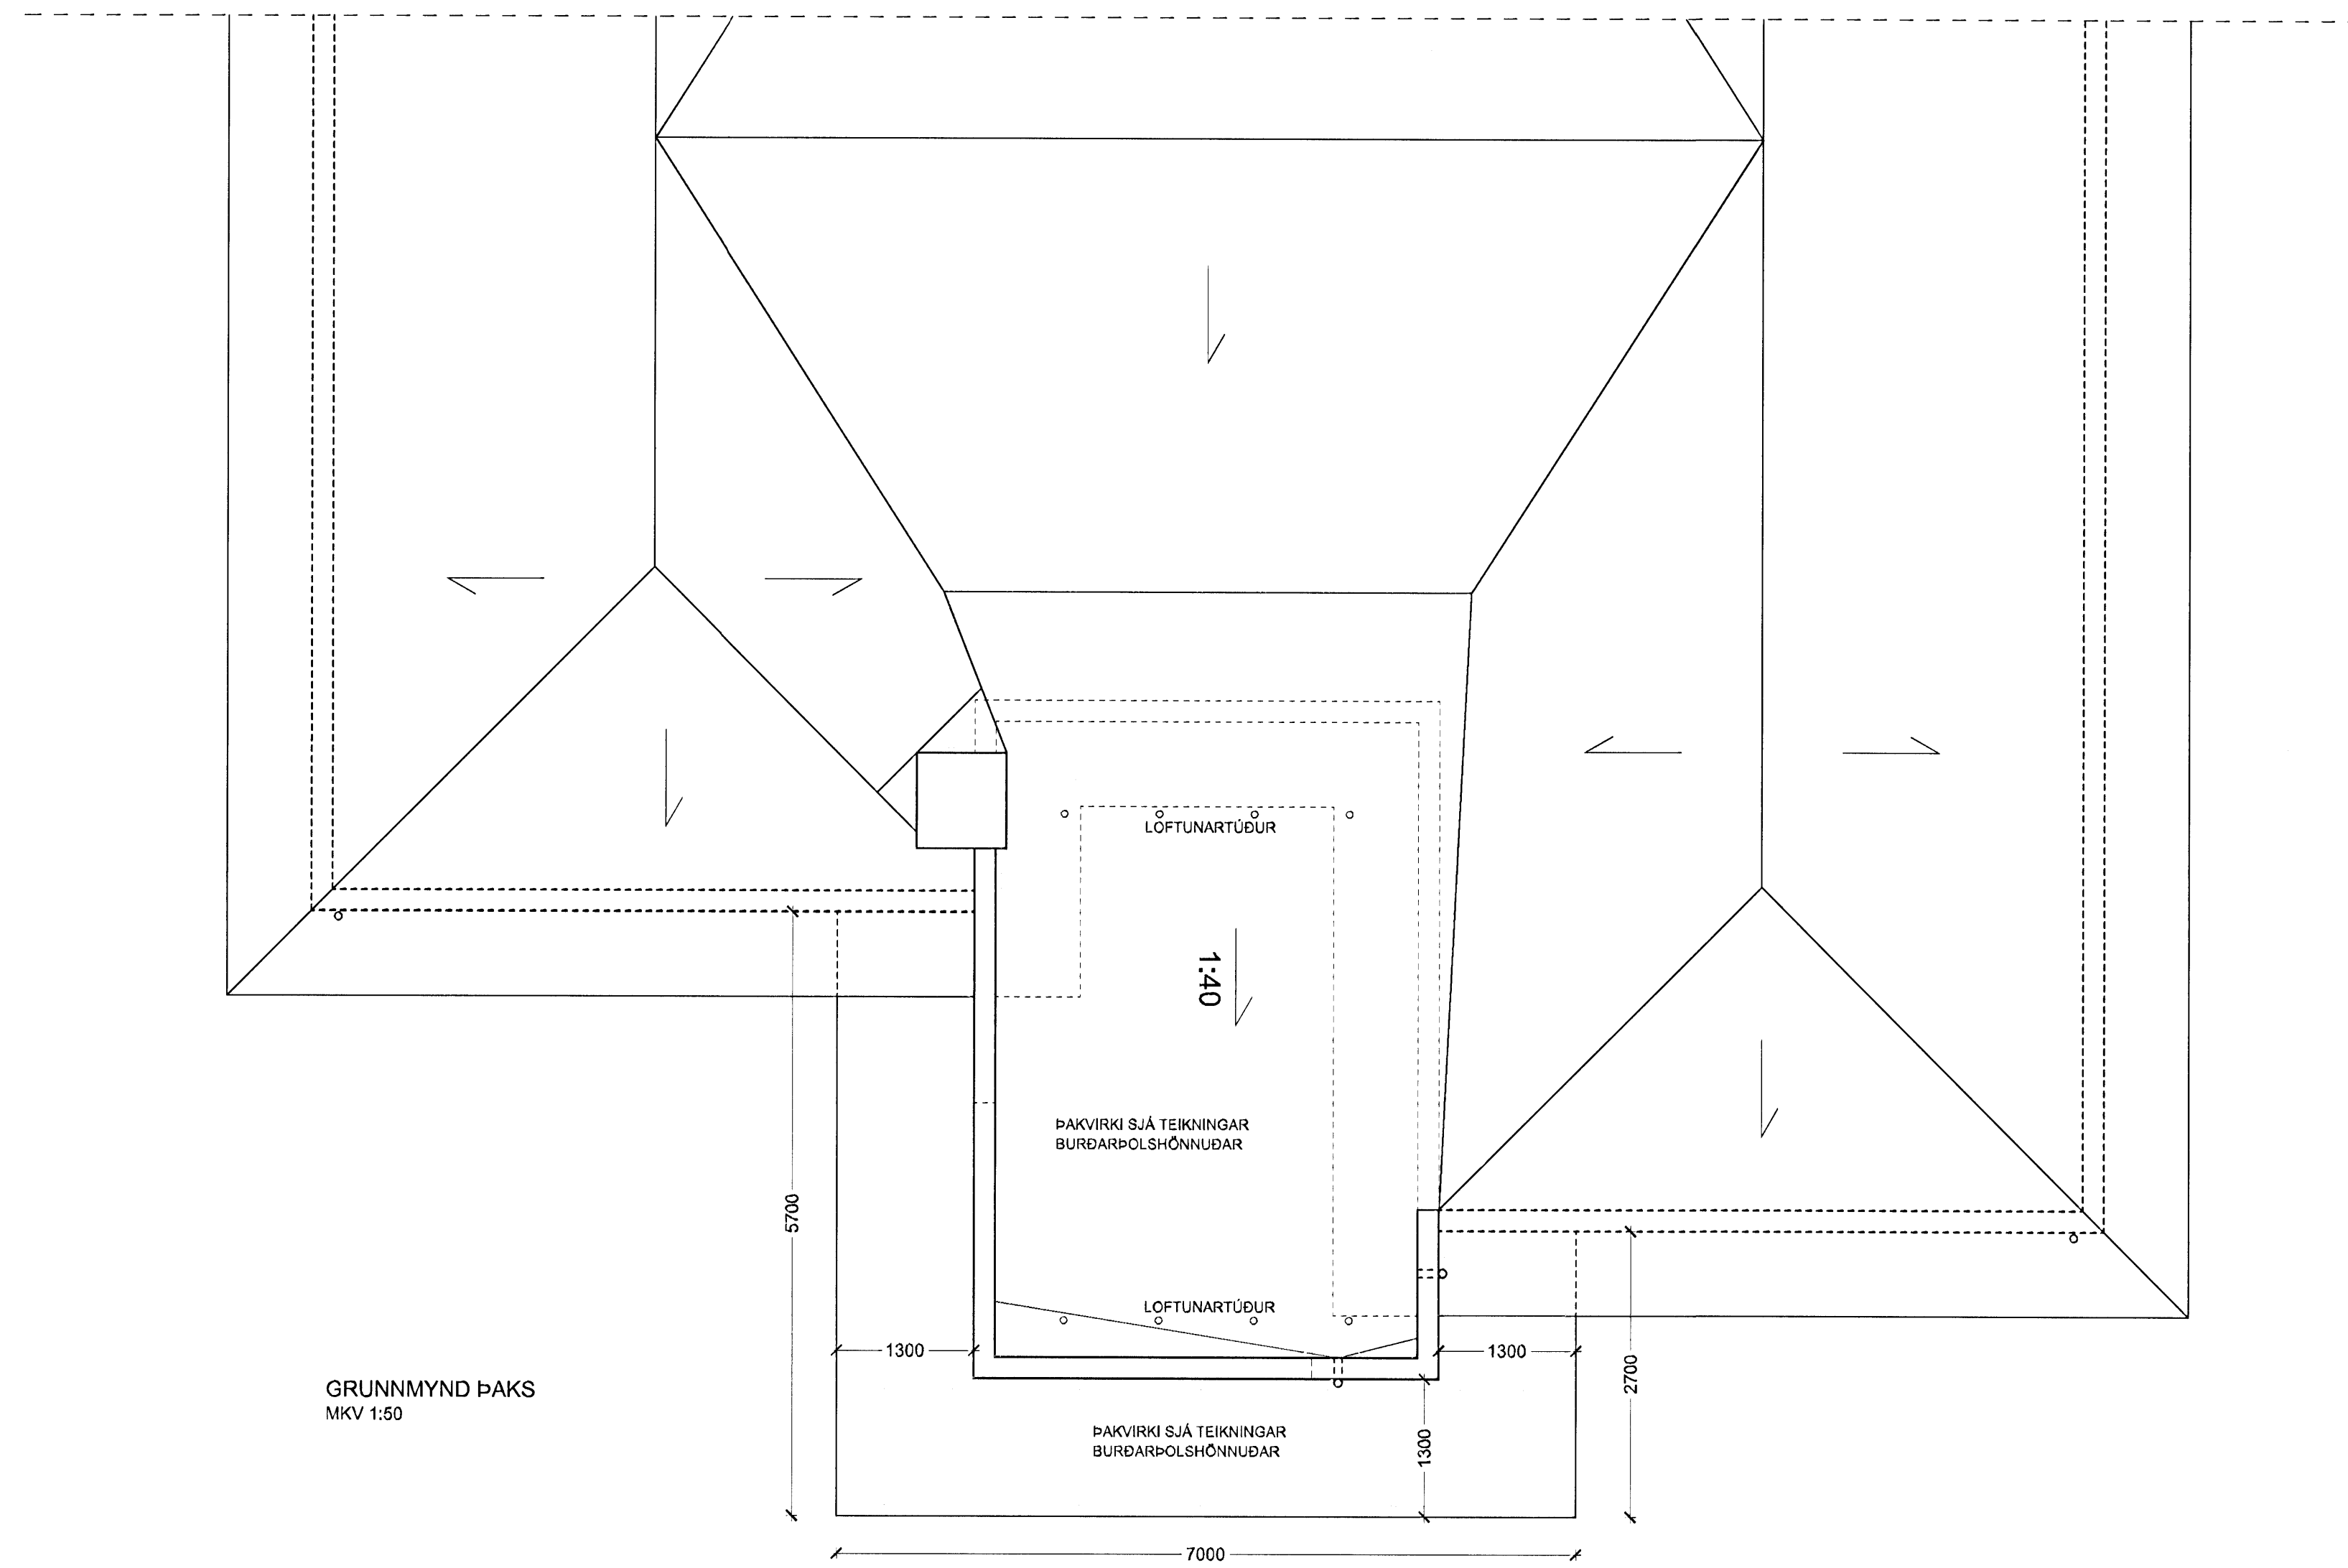 LOFTUNARTÚÐUR
1:40
ÞAKVIRKI SJÁ TEIKNINGAR
BURÐARÞOLSHÖNNUÐAR
5700
LOFTUNARTÚÐUR
1300
1300
2700
GRUNNMYND ÞAKS
MKV 1:50
ÞAKVIRKI SJÁ TEIKNINGAR
BURÐARÞOLSHÖNNUÐAR
1300
7000